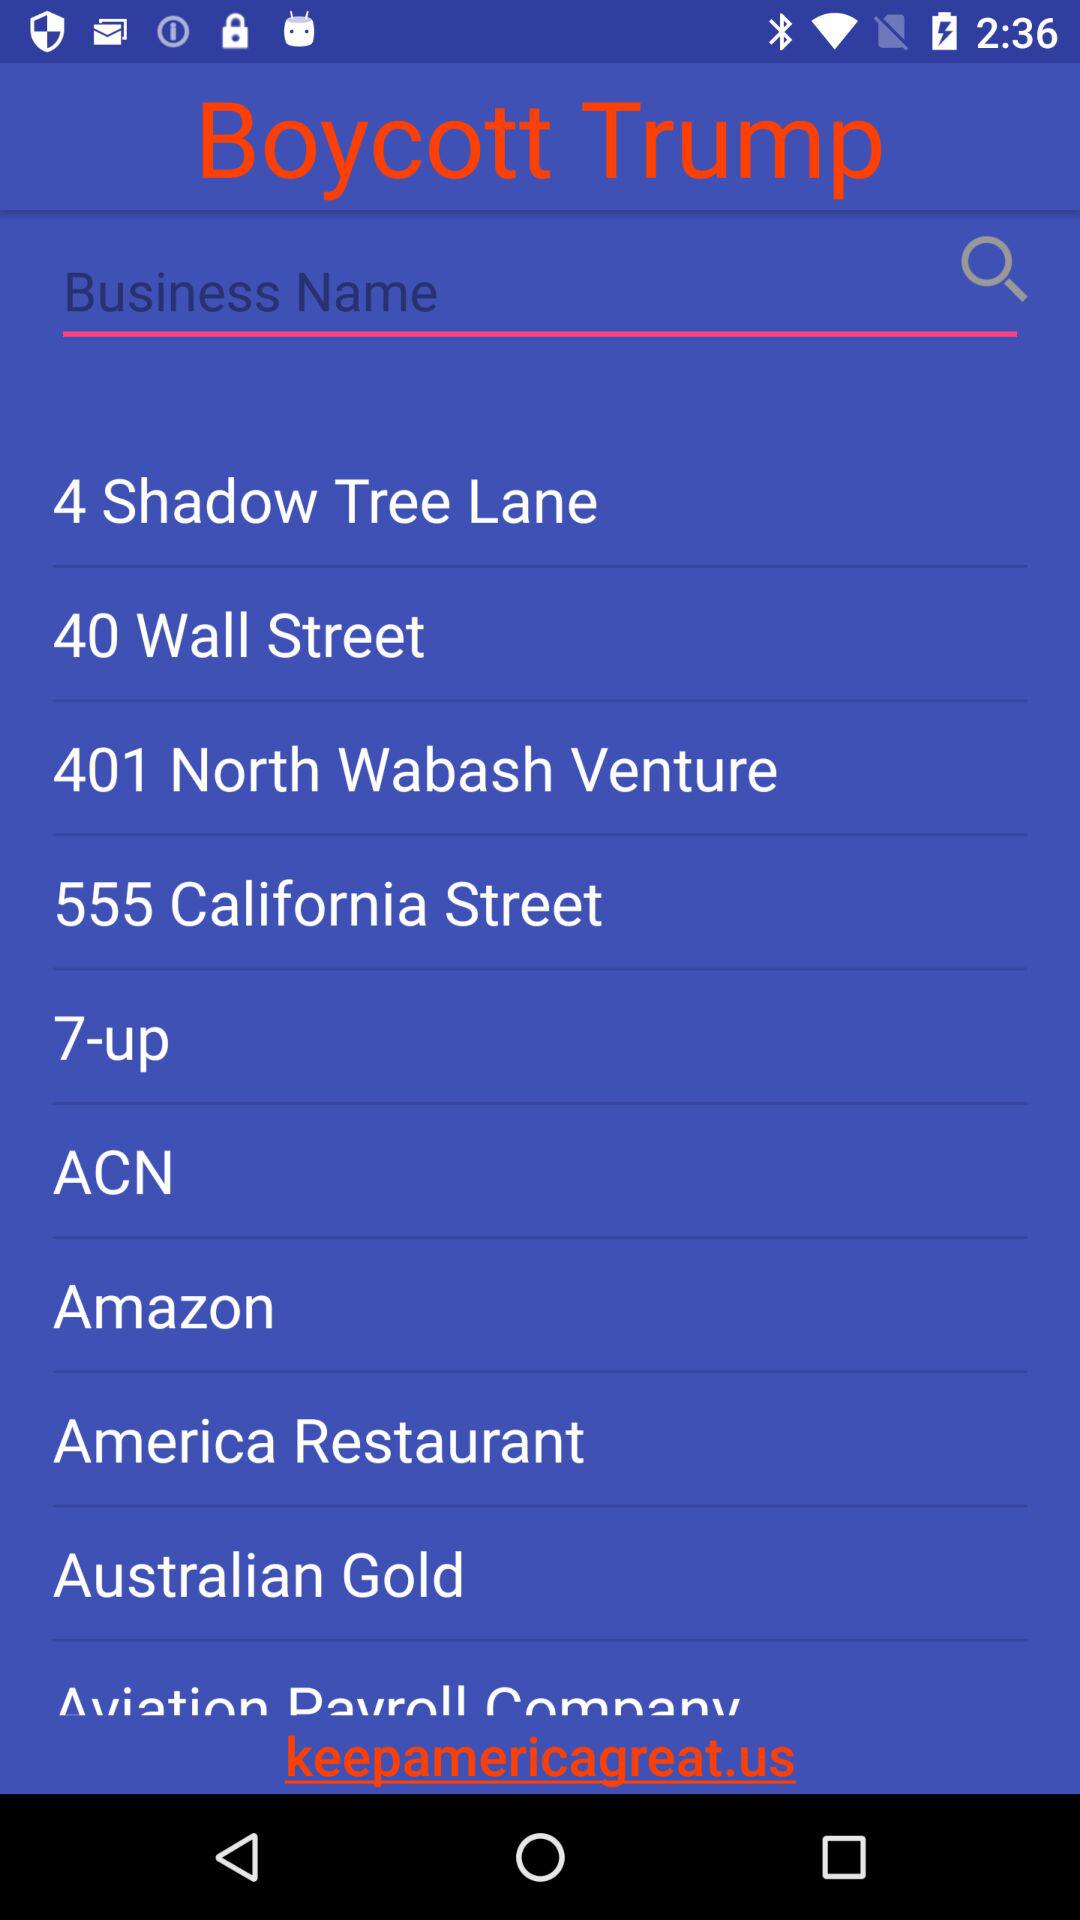 2:36
Boycott Trump
Business Name
4 Shadow Tree Lane
40 Wall Street
401 North Wabash Venture
555 California Street
7-up
ACN
Amazon
America Restaurant
Australian Gold
Aviation Payroll Company
keepamericagreat.us